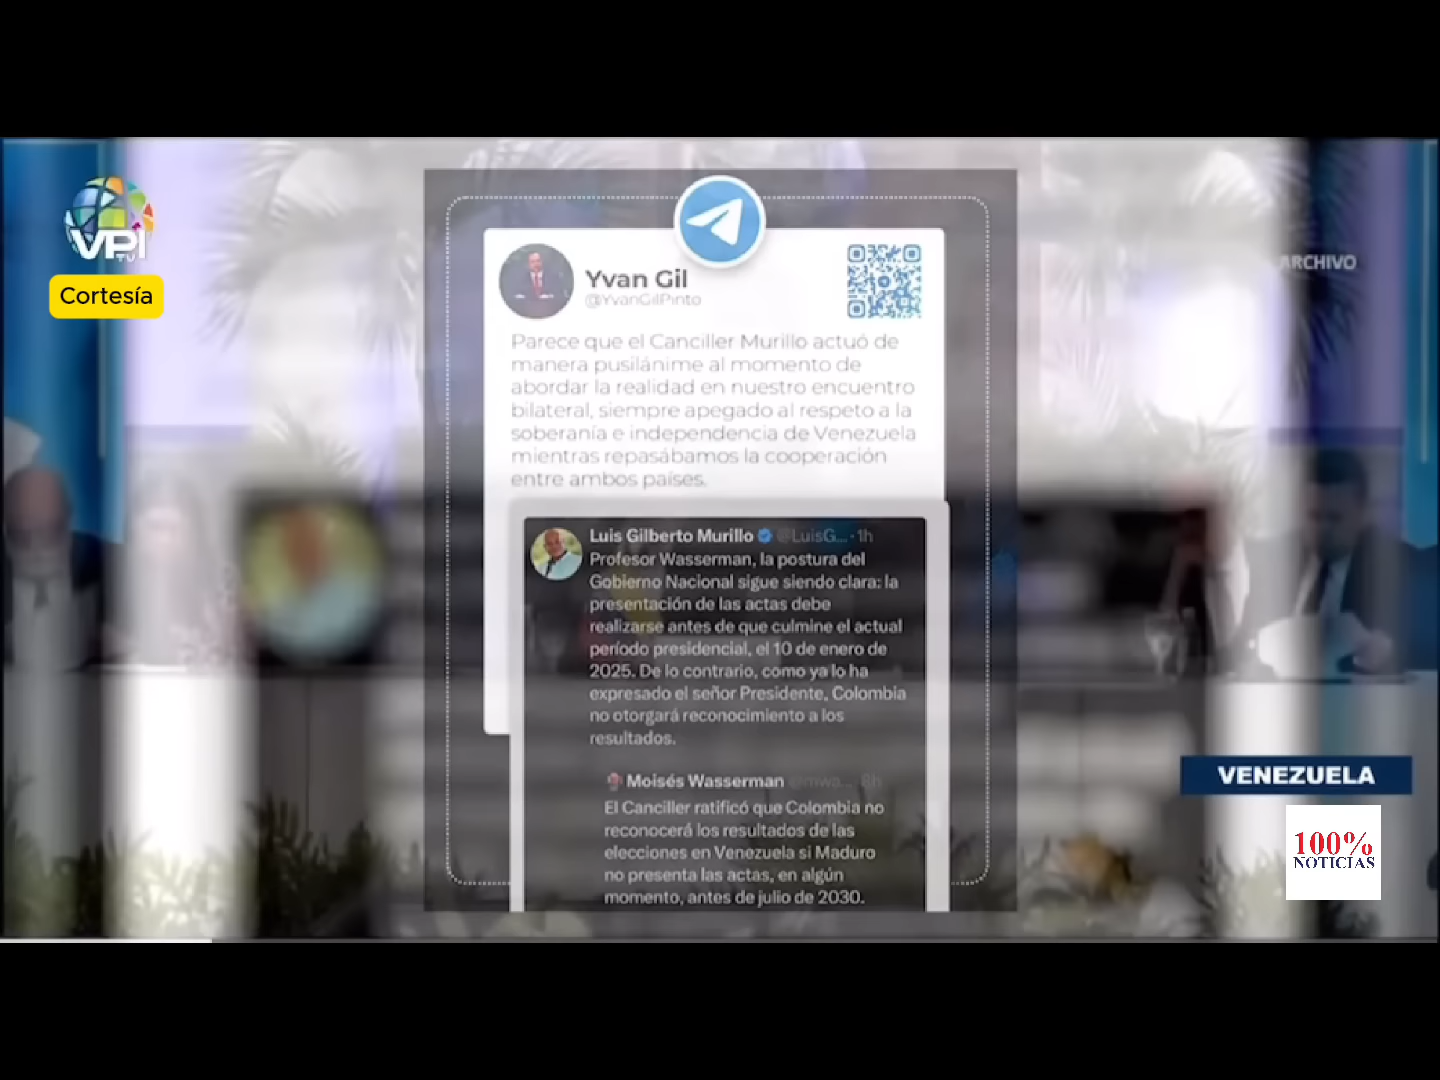 VPI
TV
Cortesía
ARCHIVO
Yvan Gil
@YvanGilPinto
Parece que el Canciller Murillo actuó de
manera pusilánime al momento de
abordar la realidad en nuestro encuentro
bilateral, siempre apegado al respeto a la
soberanía e independencia de Venezuela
mientras repasábamos la cooperación
entre ambos países.
Luis Gilberto Murillo @LuisG... · 1h
Profesor Wasserman, la postura del
Gobierno Nacional sigue siendo clara: la
presentación de las actas debe
realizarse antes de que culmine el actual
período presidencial, el 10 de enero de
2025. De lo contrario, como ya lo ha
expresado el señor Presidente, Colombia
no otorgará reconocimiento a los
resultados.
Moisés Wasserman @mwa... 8h
El Canciller ratificó que Colombia no
reconocerá los resultados de las
elecciones en Venezuela si Maduro
no presenta las actas, en algún
momento, antes de julio de 2030.
VENEZUELA
100%
NOTICIAS